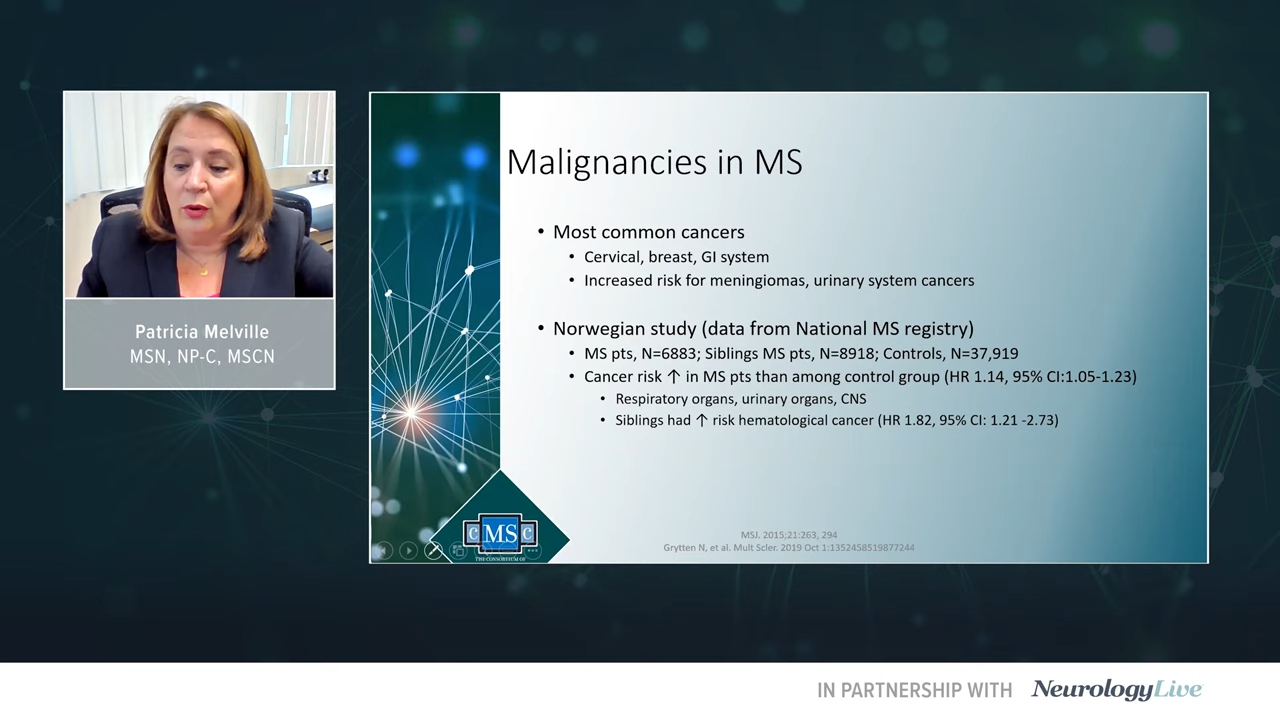 Patricia Melville
MSN, NP-C, MSCN
Malignancies in MS
• Most common cancers
• Cervical, breast, GI system
• Increased risk for meningiomas, urinary system cancers
• Norwegian study (data from National MS registry)
• MS pts, N=6883; Siblings MS pts, N=8918; Controls, N=37,919
• Cancer risk ↑ in MS pts than among control group (HR 1.14, 95% CI:1.05-1.23)
• Respiratory organs, urinary organs, CNS
• Siblings had ↑ risk hematological cancer (HR 1.82, 95% CI: 1.21 -2.73)
MSJ. 2015;21:263, 294
Grytten N, et al. Mult Scler. 2019 Oct 1:1352458519877244
C MS C
THE CONSORTIUM OF
IN PARTNERSHIP WITH NeurologyLive